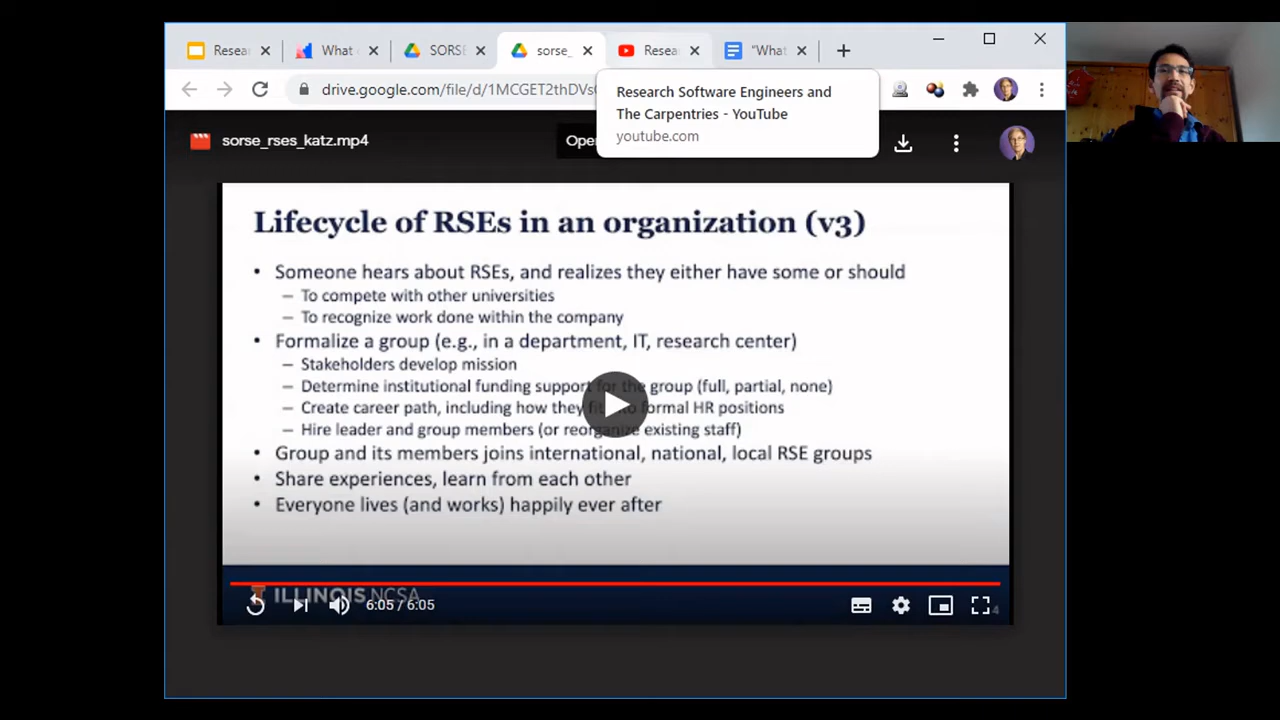 Resea
What
SORSE
sorse_
Resea
"What
drive.google.com/file/d/1MCGET2thDVs
Research Software Engineers and
The Carpentries - YouTube
youtube.com
sorse_rses_katz.mp4
Lifecycle of RSEs in an organization (v3)
• Someone hears about RSEs, and realizes they either have some or should
– To compete with other universities
– To recognize work done within the company
• Formalize a group (e.g., in a department, IT, research center)
– Stakeholders develop mission
– Determine institutional funding support for the group (full, partial, none)
– Create career path, including how they formal HR positions
– Hire leader and group members (or reorganize existing staff)
• Group and its members joins international, national, local RSE groups
• Share experiences, learn from each other
• Everyone lives (and works) happily ever after
ILLINOIS NCSA
6:05 / 6:05
4